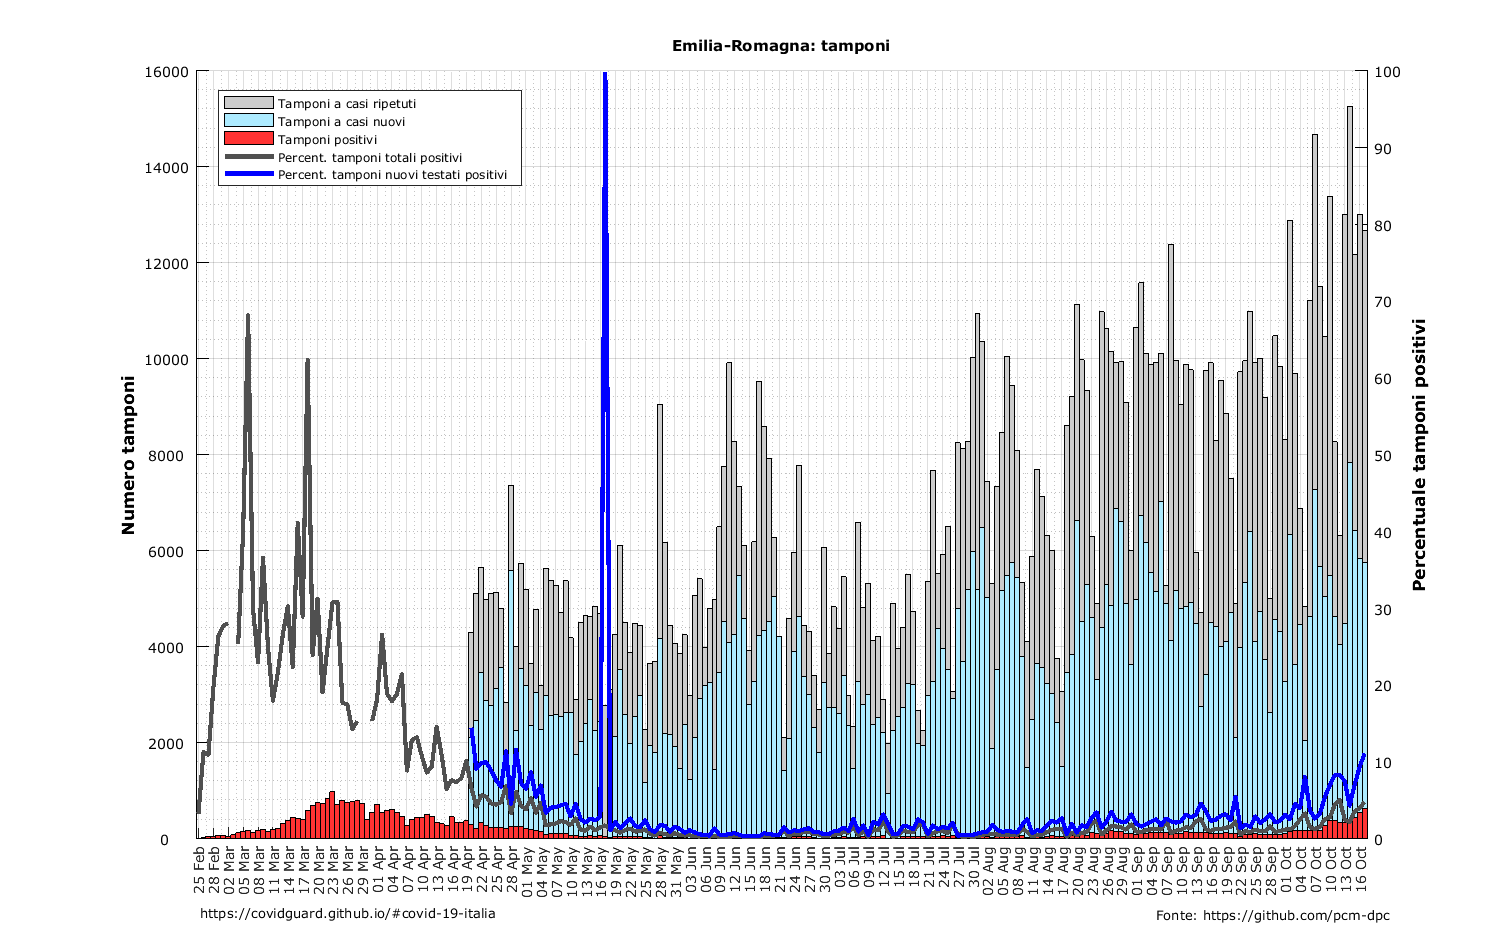 Emilia-Romagna: tamponi
16000
14000
12000
10000
8000
6000
4000
2000
0
Numero tamponi
Tamponi a casi ripetuti
Tamponi a casi nuovi
Tamponi positivi
Percent. tamponi totali positivi
Percent. tamponi nuovi testati positivi
100
90
80
70
60
50
40
30
20
10
0
Percentuale tamponi positivi
25 Feb
28 Feb
02 Mar
05 Mar
08 Mar
11 Mar
14 Mar
17 Mar
20 Mar
23 Mar
26 Mar
29 Mar
01 Apr
04 Apr
07 Apr
10 Apr
13 Apr
16 Apr
19 Apr
22 Apr
25 Apr
28 Apr
01 May
04 May
07 May
10 May
13 May
16 May
19 May
22 May
25 May
28 May
31 May
03 Jun
06 Jun
09 Jun
12 Jun
15 Jun
18 Jun
21 Jun
24 Jun
27 Jun
30 Jun
03 Jul
06 Jul
09 Jul
12 Jul
15 Jul
18 Jul
21 Jul
24 Jul
27 Jul
30 Jul
02 Aug
05 Aug
08 Aug
11 Aug
14 Aug
17 Aug
20 Aug
23 Aug
26 Aug
29 Aug
01 Sep
04 Sep
07 Sep
10 Sep
13 Sep
16 Sep
19 Sep
22 Sep
25 Sep
28 Sep
01 Oct
04 Oct
07 Oct
10 Oct
13 Oct
16 Oct
https://covidguard.github.io/#covid-19-italia
Fonte: https://github.com/pcm-dpc